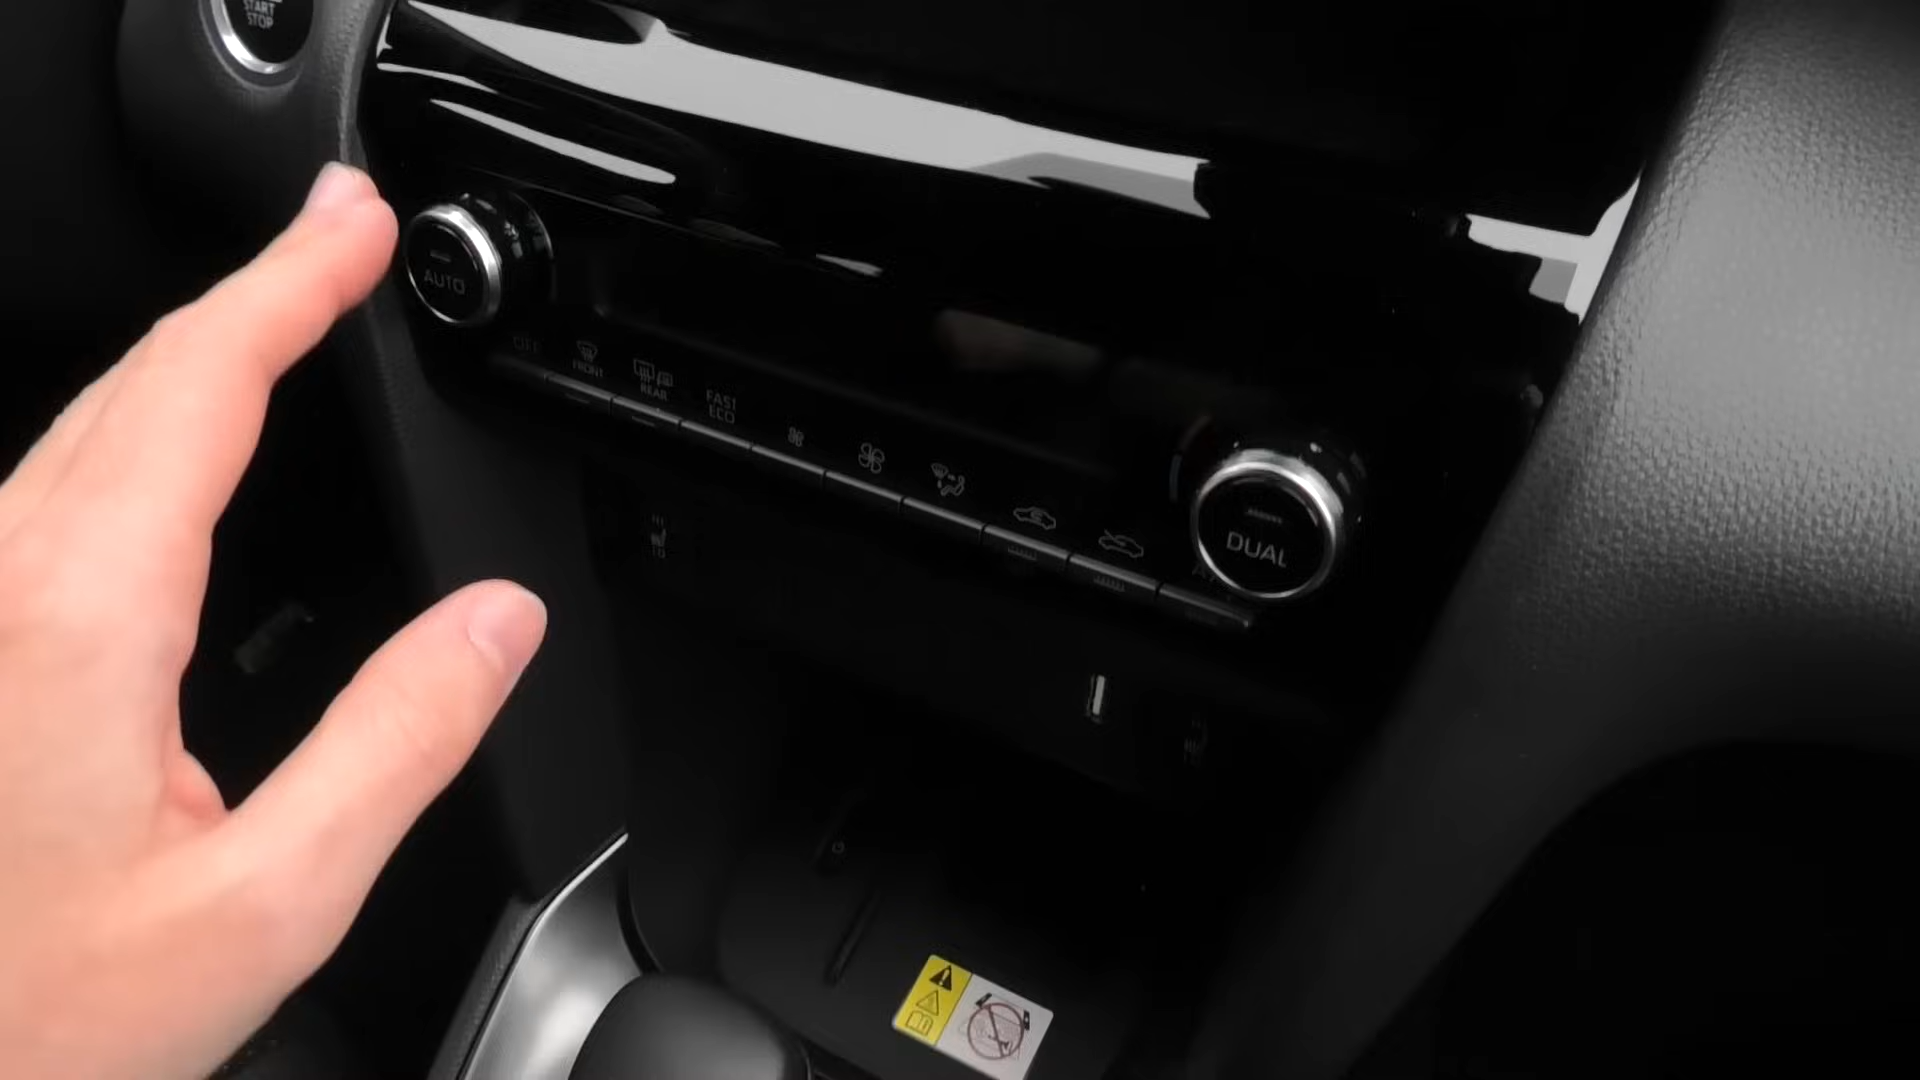 START
STOP
AUTO
OFF
FRONT
REAR
FAST
ECO
DUAL